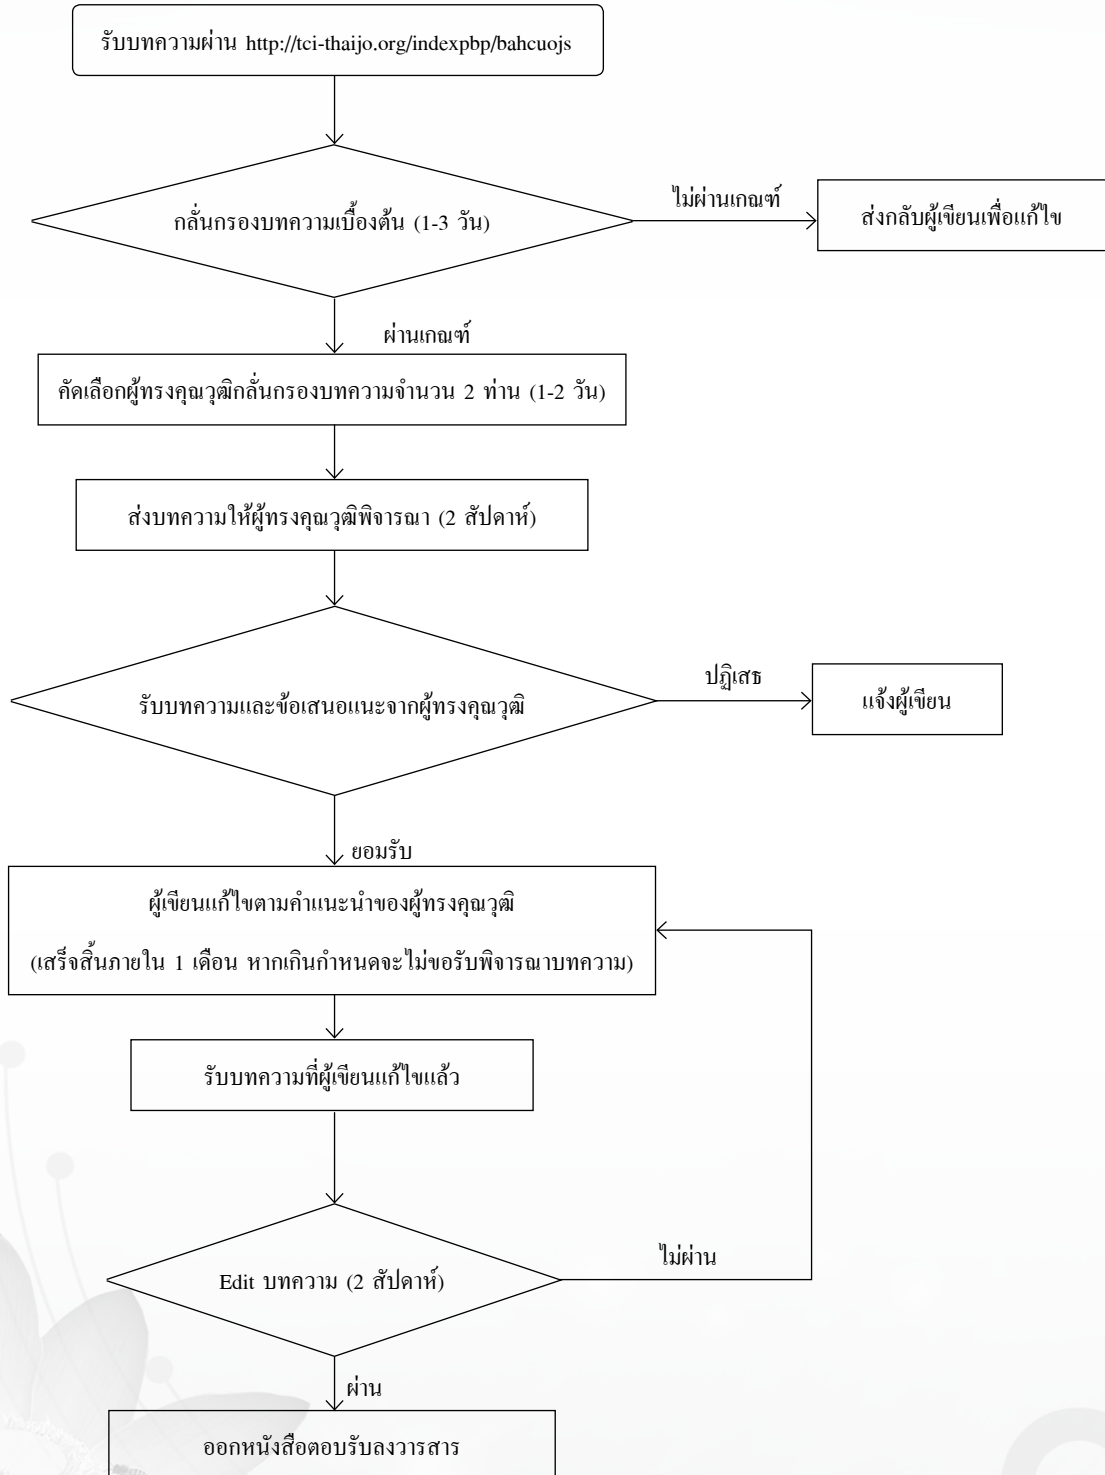 รับบทความผ่าน http://tci-thaijo.org/indexpbp/bahcuojs
กลั่นกรองบทความเบื้องต้น (1-3 วัน)
ไม่ผ่านเกณฑ์
ส่งกลับผู้เขียนเพื่อแก้ไข
ผ่านเกณฑ์
คัดเลือกผู้ทรงคุณวุฒิกลั่นกรองบทความจำนวน 2 ท่าน (1-2 วัน)
ส่งบทความให้ผู้ทรงคุณวุฒิพิจารณา (2 สัปดาห์)
รับบทความและข้อเสนอแนะจากผู้ทรงคุณวุฒิ
ปฏิเสธ
แจ้งผู้เขียน
ยอมรับ
ผู้เขียนแก้ไขตามคำแนะนำของผู้ทรงคุณวุฒิ
(เสร็จสิ้นภายใน 1 เดือน หากเกินกำหนดจะไม่ขอรับพิจารณาบทความ)
รับบทความที่ผู้เขียนแก้ไขแล้ว
Edit บทความ (2 สัปดาห์)
ไม่ผ่าน
ผ่าน
ออกหนังสือตอบรับลงวารสาร